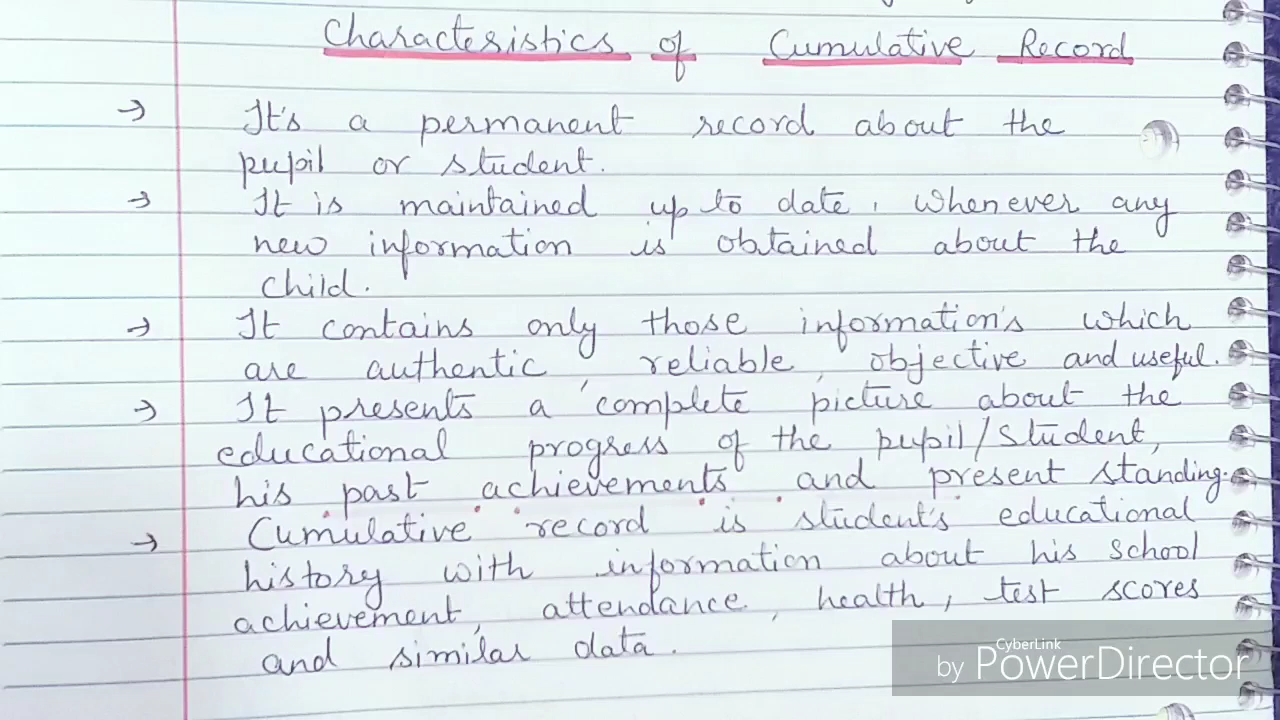 Characteristics of Cumulative Record
→ It's a permanent record about the
pupil or student.
→ It is maintained up to date, whenever any
new information is obtained about the
child.
→ It contains only those information's which
are authentic, reliable, objective and useful.
→ It presents a complete picture about the
educational progress of the pupil/student,
his past achievements and present standing.
→ Cumulative record is student's educational
history with information about his school
achievement, attendance, health, test scores
and similar data.
CyberLink
by PowerDirector